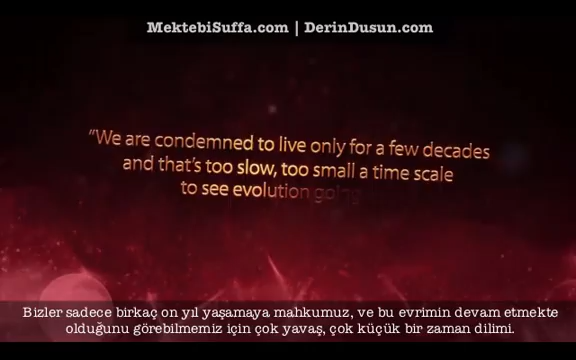 MektebiSuffa.com | DerinDusun.com
"We are condemned to live only for a few decades
and that's too slow, too small a time scale
to see evolution going
Bizler sadece birkaç on yıl yaşamaya mahkumuz, ve bu evrimin devam etmekte
olduğunu görebilmemiz için çok yavaş, çok küçük bir zaman dilimi.